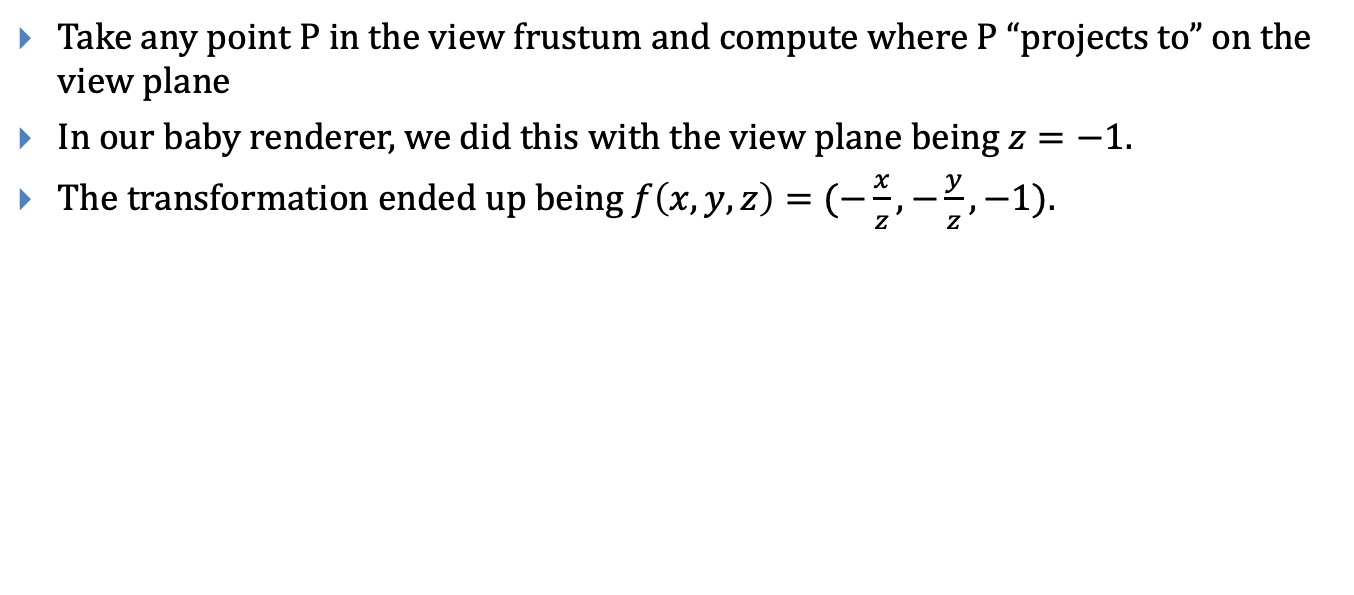 Take any point P in the view frustum and compute where P “projects to” on the
view plane
In our baby renderer, we did this with the view plane being z = −1.
The transformation ended up being f(x, y, z) = (−x/z, −y/z, −1).